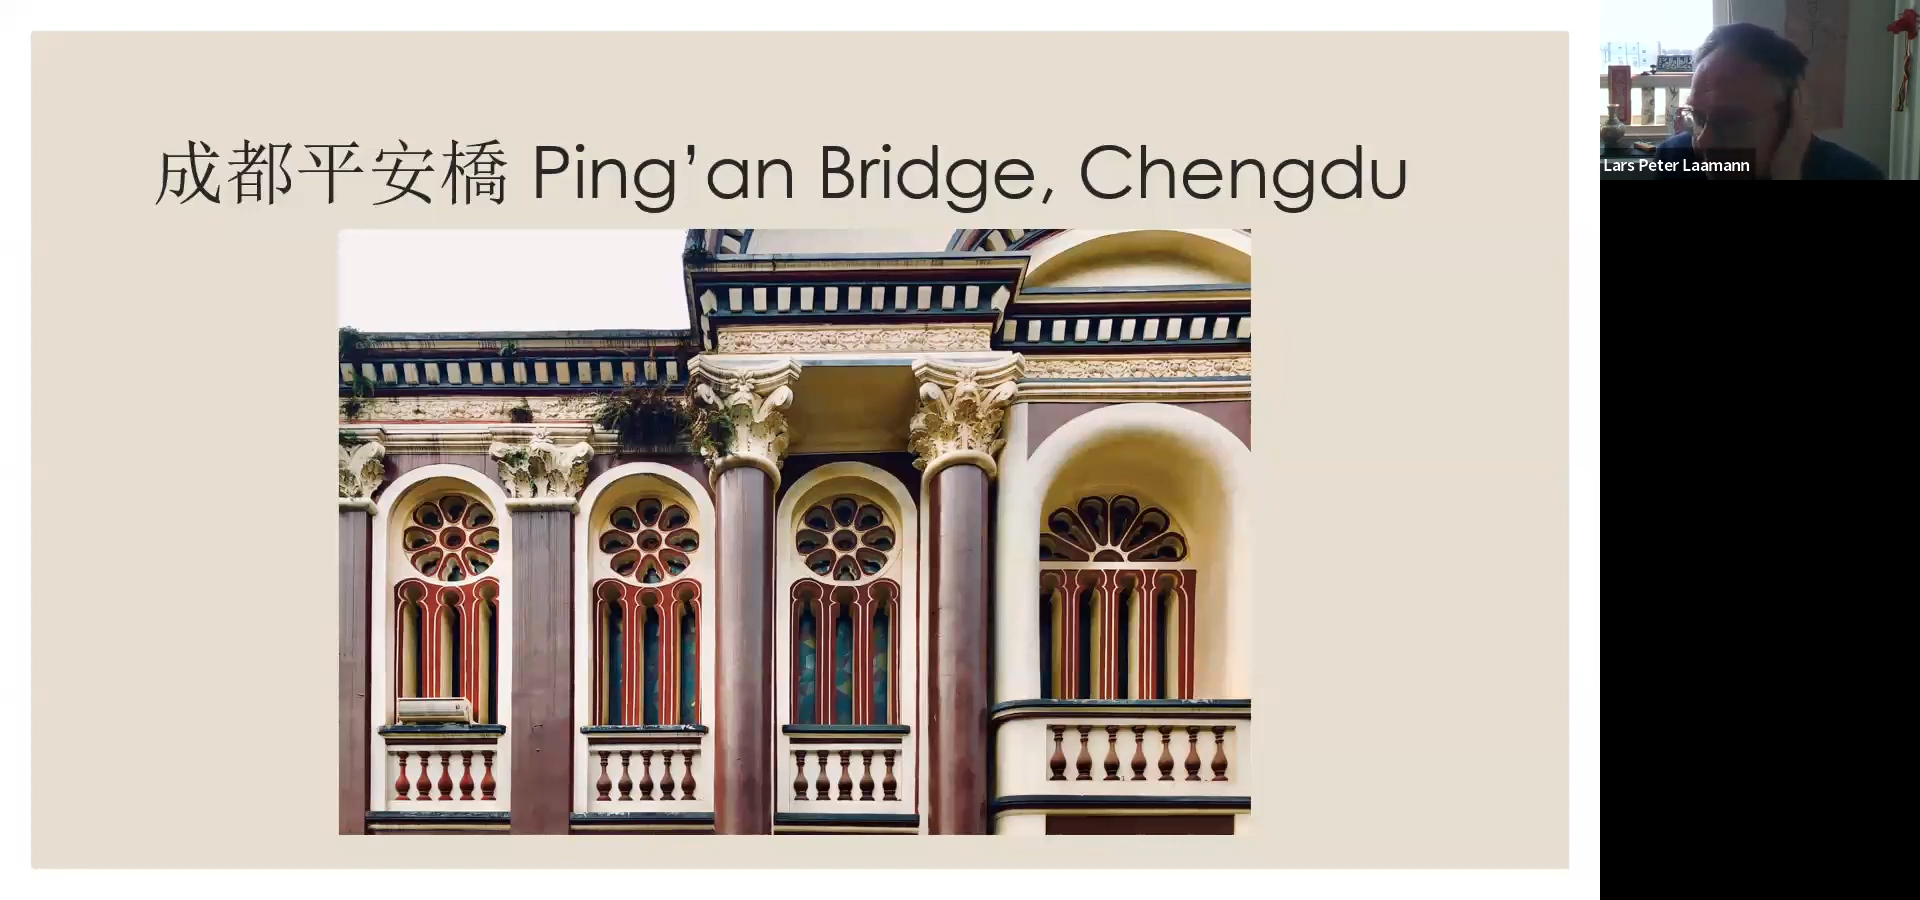 成都平安橋 Ping’an Bridge, Chengdu
Lars Peter Laamann